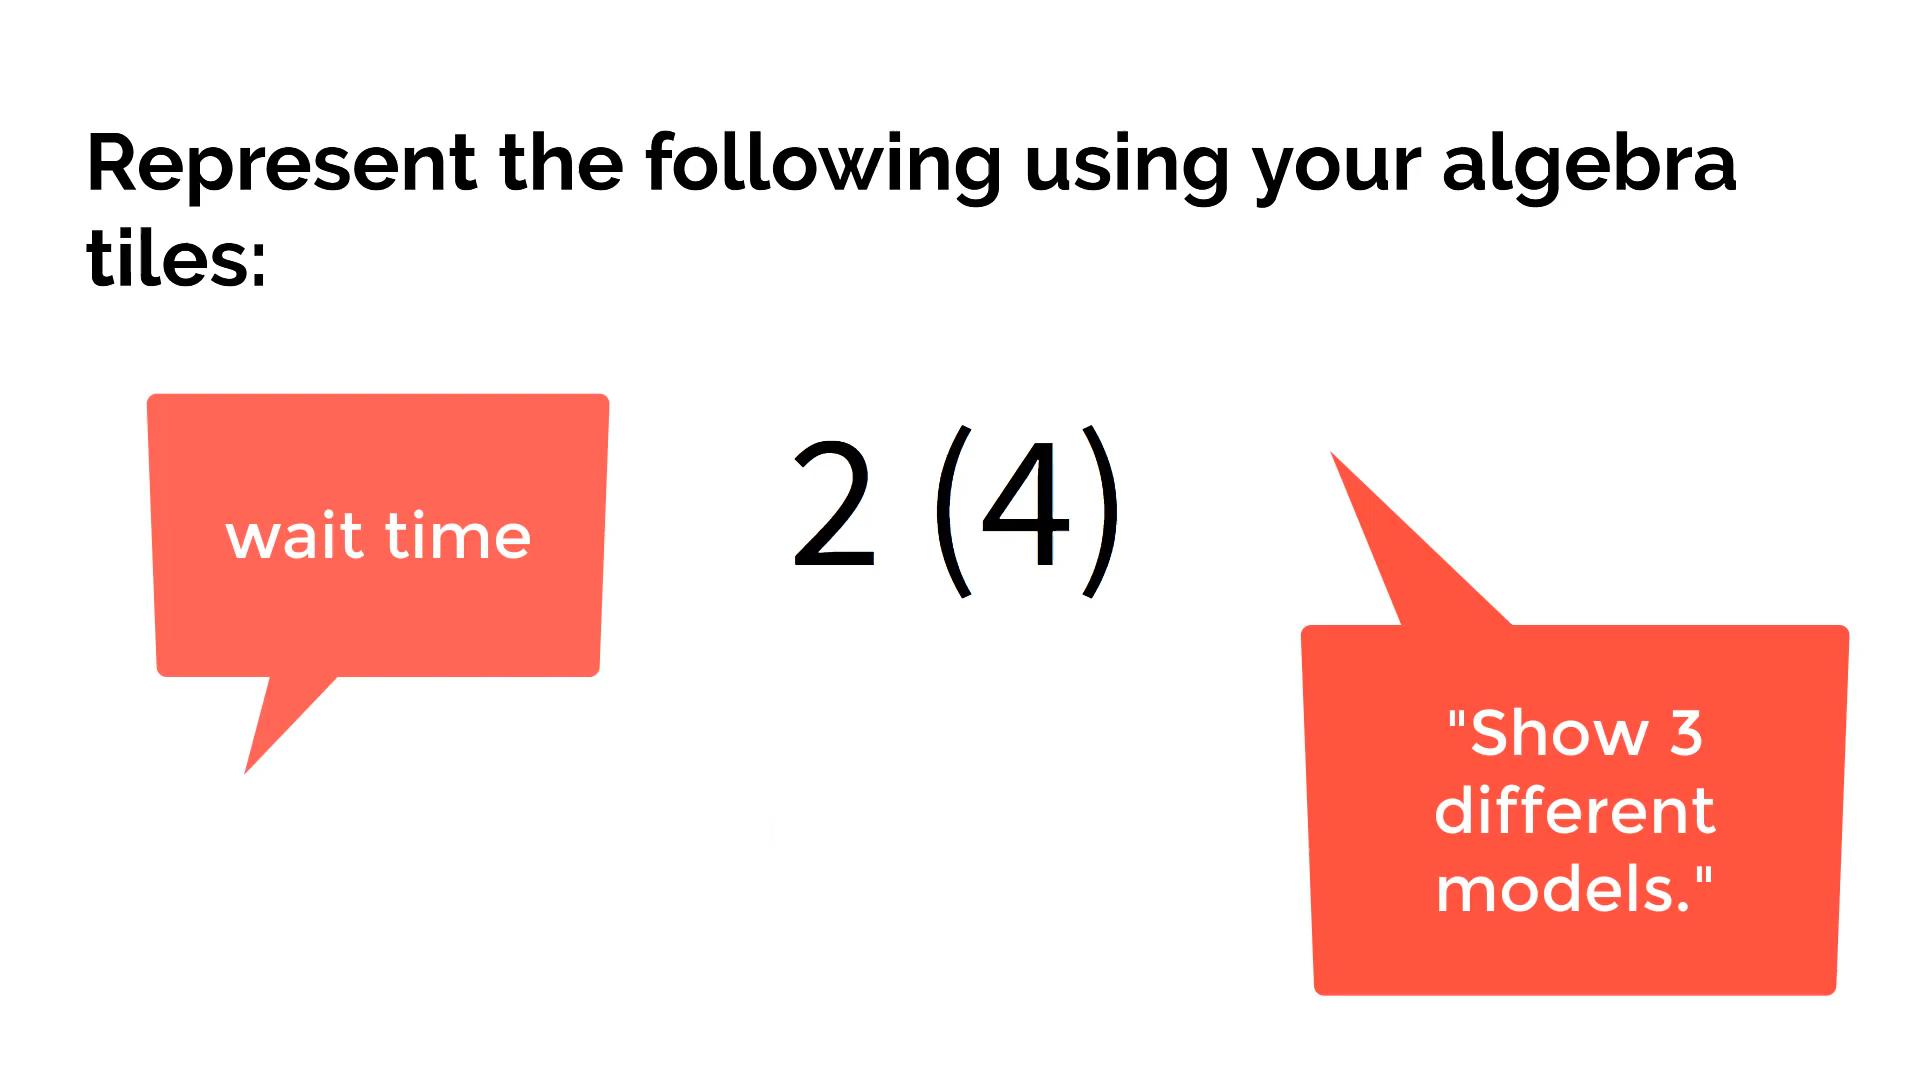 Represent the following using your algebra
tiles:
wait time
2 (4)
"Show 3
different
models."